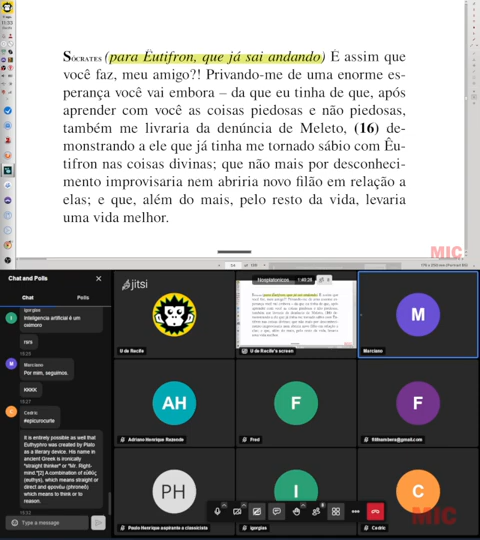 SÓCRATES (para Êutifron, que já sai andando) É assim que
você faz, meu amigo?! Privando-me de uma enorme es-
perança você vai embora – da que eu tinha de que, após
aprender com você as coisas piedosas e não piedosas,
também me livraria da denúncia de Meleto, (16) de-
monstrando a ele que já tinha me tornado sábio com Êu-
tifron nas coisas divinas; que não mais por desconheci-
mento improvisaria nem abriria novo filão em relação a
elas; e que, além do mais, pelo resto da vida, levaria
uma vida melhor.
MIC
Chat and Polls
Chat
Polls
igorgias
Inteligencia artificial é um
rsrs
Marciano
Por mim, seguimos.
KKKK
Cedric
#epicurocurte
It is entirely possible as well that
Euthyphro was created by Plato
as a literary device. His name in
ancient Greek is ironically
"straight thinker" or "Mr. Right-
mind."[2] A combination of εὐθύς
(euthys), which means straight or
direct and φρονέω (phroneō)
which means to think or to
reason.
Type a message
jitsi
U de Recife
Neoplatonicos
1:40:28
U de Recife's screen
M
Marciano
AH
Adriano Henrique Rezende
F
Fred
F
PH
Paulo Henrique aspirante a classicista
I
igorgias
C
Cedric
MIC